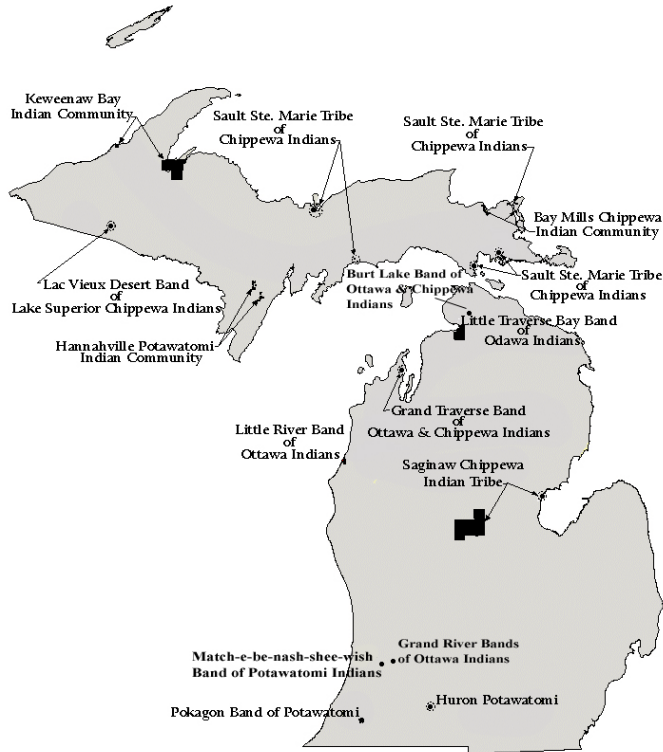 Keweenaw Bay
Indian Community
Sault Ste. Marie Tribe
of
Chippewa Indians
Sault Ste. Marie Tribe
of
Chippewa Indians
Bay Mills Chippewa
Indian Community
Lac Vieux Desert Band
of
Lake Superior Chippewa Indians
Burt Lake Band of
Ottawa & Chippewa
Indians
Sault Ste. Marie Tribe
of
Chippewa Indians
Hannahville Potawatomi
Indian Community
Little Traverse Bay Band
of
Odawa Indians
Grand Traverse Band
of
Ottawa & Chippewa Indians
Little River Band
of
Ottawa Indians
Saginaw Chippewa
Indian Tribe
Match-e-be-nash-shee-wish
Band of Potawatomi Indians
Grand River Bands
of Ottawa Indians
Huron Potawatomi
Pokagon Band of Potawatomi